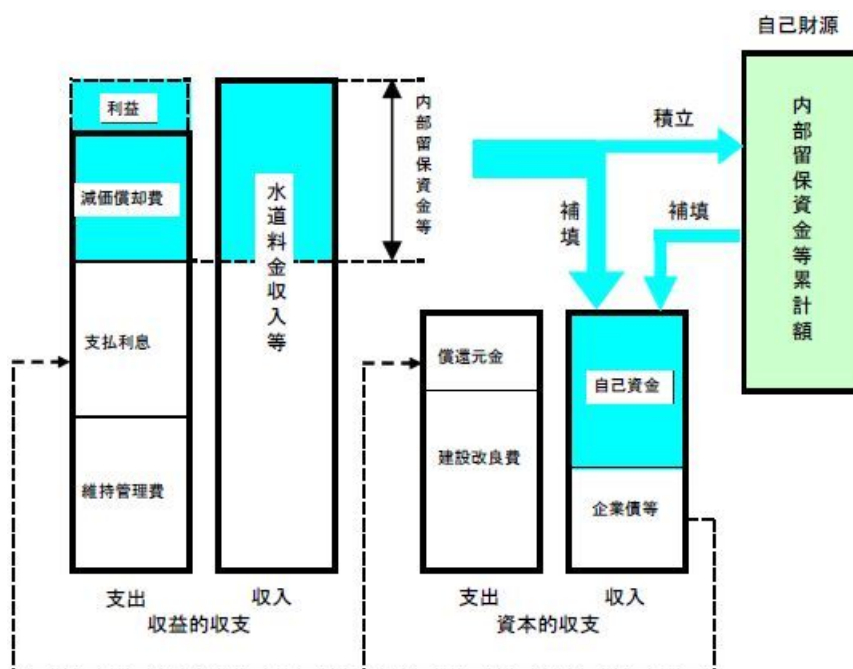 自己財源
利益
減価償却費
支払利息
維持管理費
水道料金収入等
内部留保資金等
積立
補填
補填
内部留保資金等累計額
償還元金
建設改良費
自己資金
企業債等
支出
収入
収益的収支
支出
収入
資本的収支